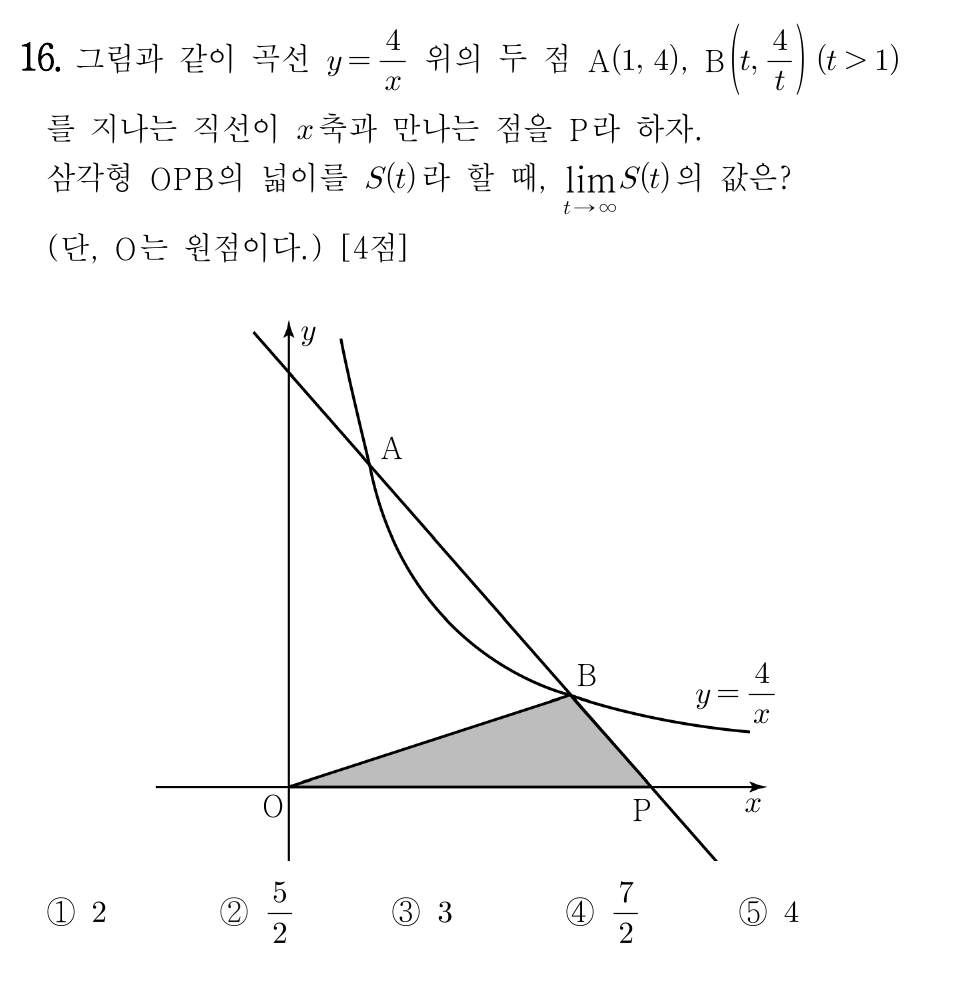 16. 그림과 같이 곡선 y=4/x 위의 두 점 A(1, 4), B(t, 4/t) (t>1)
를 지나는 직선이 x축과 만나는 점을 P라 하자.
삼각형 OPB의 넓이를 S(t)라 할 때, lim S(t)의 값은?
t→∞
(단, O는 원점이다.) [4점]
y
A
B
y=4/x
O
P
x
① 2 ② 5/2 ③ 3 ④ 7/2 ⑤ 4